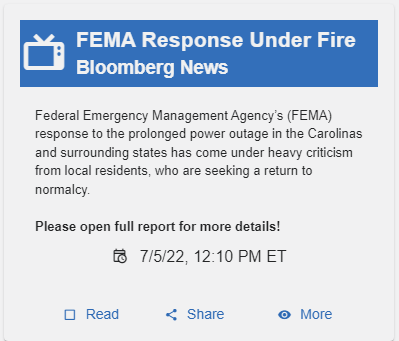 FEMA Response Under Fire
Bloomberg News
Federal Emergency Management Agency's (FEMA)
response to the prolonged power outage in the Carolinas
and surrounding states has come under heavy criticism
from local residents, who are seeking a return to
normalcy.
Please open full report for more details!
7/5/22, 12:10 PM ET
Read Share More